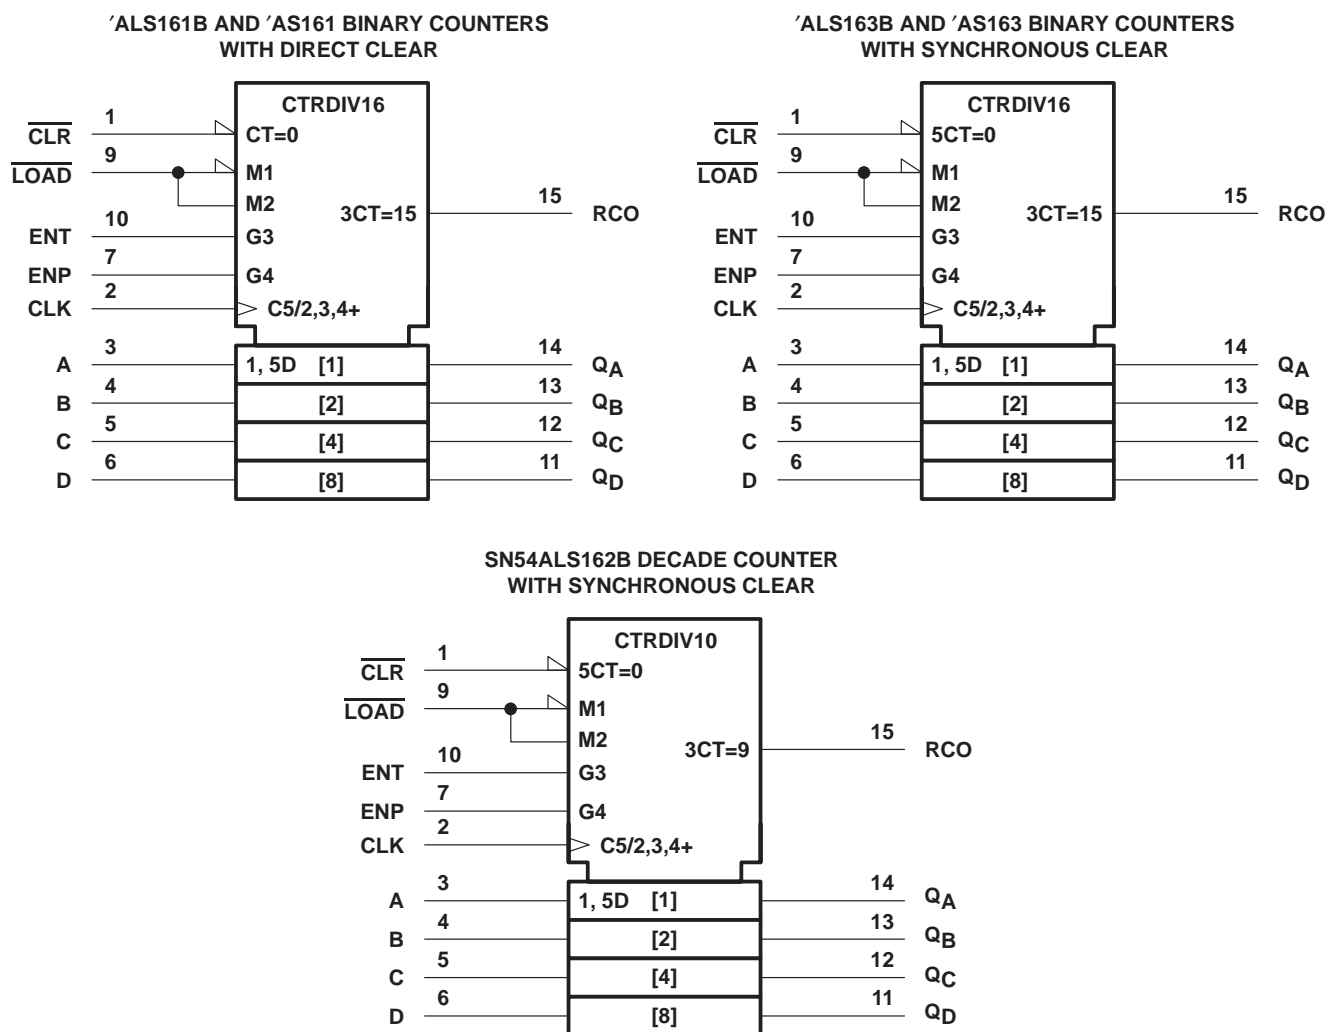 ′ALS161B AND ′AS161 BINARY COUNTERS
WITH DIRECT CLEAR
CTRDIV16
CLR 1 CT=0
LOAD 9 M1
M2
3CT=15 15 RCO
ENT 10 G3
ENP 7 G4
CLK 2 C5/2,3,4+
A 3 1, 5D [1] 14 QA
B 4 [2] 13 QB
C 5 [4] 12 QC
D 6 [8] 11 QD
′ALS163B AND ′AS163 BINARY COUNTERS
WITH SYNCHRONOUS CLEAR
CTRDIV16
CLR 1 5CT=0
LOAD 9 M1
M2
3CT=15 15 RCO
ENT 10 G3
ENP 7 G4
CLK 2 C5/2,3,4+
A 3 1, 5D [1] 14 QA
B 4 [2] 13 QB
C 5 [4] 12 QC
D 6 [8] 11 QD
SN54ALS162B DECADE COUNTER
WITH SYNCHRONOUS CLEAR
CTRDIV10
CLR 1 5CT=0
LOAD 9 M1
M2
3CT=9 15 RCO
ENT 10 G3
ENP 7 G4
CLK 2 C5/2,3,4+
A 3 1, 5D [1] 14 QA
B 4 [2] 13 QB
C 5 [4] 12 QC
D 6 [8] 11 QD